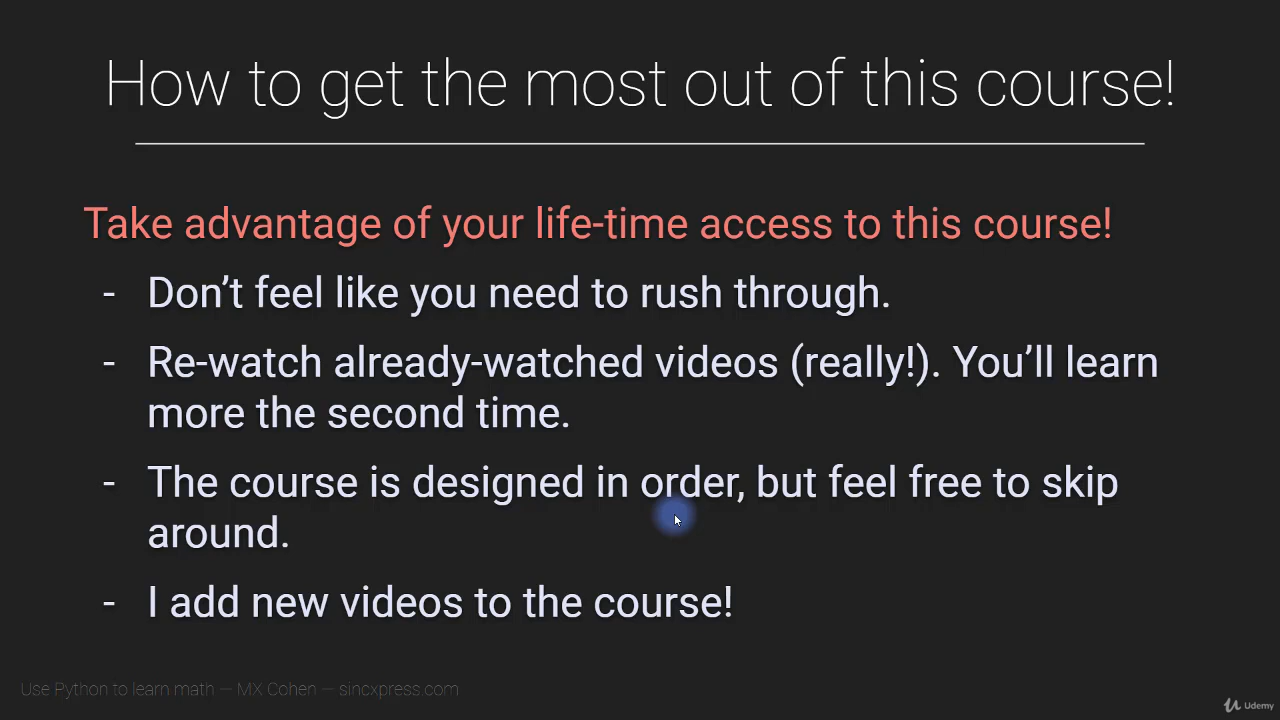 How to get the most out of this course!
Take advantage of your life-time access to this course!
- Don’t feel like you need to rush through.
- Re-watch already-watched videos (really!). You’ll learn
more the second time.
- The course is designed in order, but feel free to skip
around.
- I add new videos to the course!
Use Python to learn math — MX Cohen — sincxpress.com
Udemy